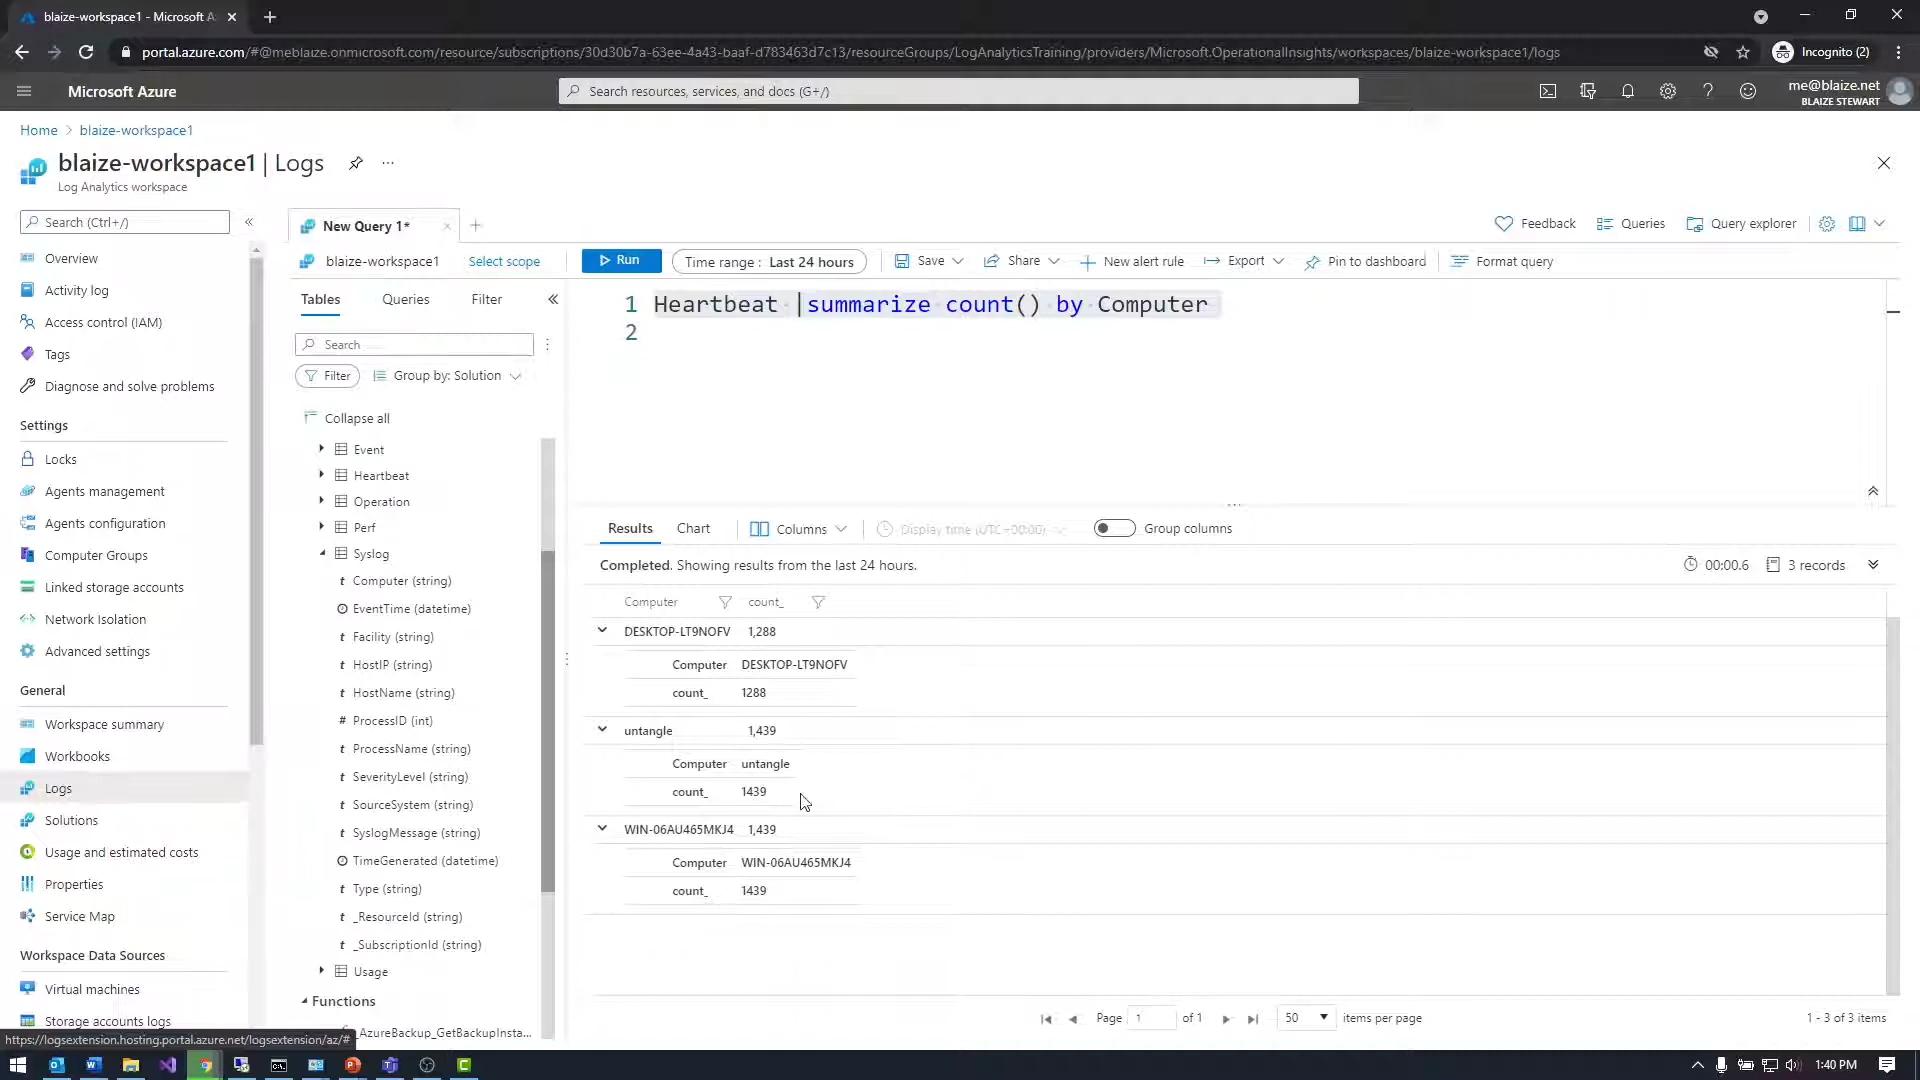 blaize-workspace1 - Microsoft A
portal.azure.com/#@meblaize.onmicrosoft.com/resource/subscriptions/30d30b7a-63ee-4a43-baaf-d783463d7c13/resourceGroups/LogAnalyticsTraining/providers/Microsoft.OperationalInsights/workspaces/blaize-workspace1/logs
Incognito (2)
Microsoft Azure
Search resources, services, and docs (G+/)
me@blaize.net
BLAIZE STEWART
Home > blaize-workspace1
blaize-workspace1 | Logs
Log Analytics workspace
Search (Ctrl+/)
Overview
Activity log
Access control (IAM)
Tags
Diagnose and solve problems
Settings
Locks
Agents management
Agents configuration
Computer Groups
Linked storage accounts
Network Isolation
Advanced settings
General
Workspace summary
Workbooks
Logs
Solutions
Usage and estimated costs
Properties
Service Map
Workspace Data Sources
Virtual machines
Storage accounts logs
https://logsextension.hosting.portal.azure.net/logsextension/az/#
New Query 1*
Feedback
Queries
Query explorer
blaize-workspace1
Select scope
Run
Time range : Last 24 hours
Save
Share
New alert rule
Export
Pin to dashboard
Format query
Tables
Queries
Filter
Search
Filter
Group by: Solution
Collapse all
Event
Heartbeat
Operation
Perf
Syslog
t Computer (string)
EventTime (datetime)
t Facility (string)
t HostIP (string)
t HostName (string)
# ProcessID (int)
t ProcessName (string)
t SeverityLevel (string)
t SourceSystem (string)
t SyslogMessage (string)
TimeGenerated (datetime)
t Type (string)
t _ResourceId (string)
t _SubscriptionId (string)
Usage
Functions
_AzureBackup_GetBackupInsta...
1 Heartbeat |summarize count() by Computer
2
Results
Chart
Columns
Display time (UTC+00:00)
Group columns
Completed. Showing results from the last 24 hours.
00:00.6
3 records
Computer count_
DESKTOP-LT9NOFV 1,288
Computer DESKTOP-LT9NOFV
count_ 1288
untangle 1,439
Computer untangle
count_ 1439
WIN-06AU465MKJ4 1,439
Computer WIN-06AU465MKJ4
count_ 1439
Page 1 of 1
50 items per page
1 - 3 of 3 items
1:40 PM